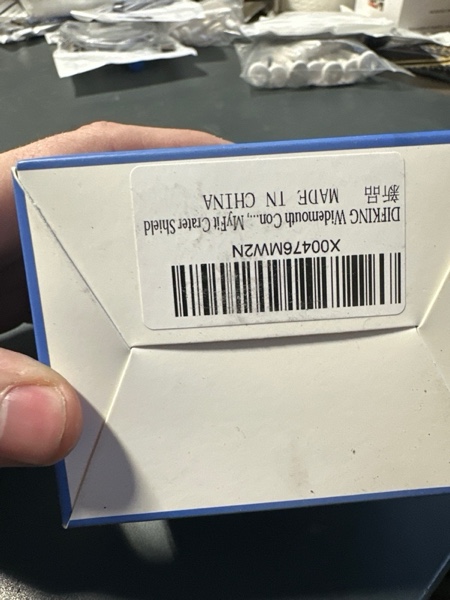 X00476MW2N
DIFKING Widemouth Con...., MyFit Crater Shield
新品
MADE IN CHINA